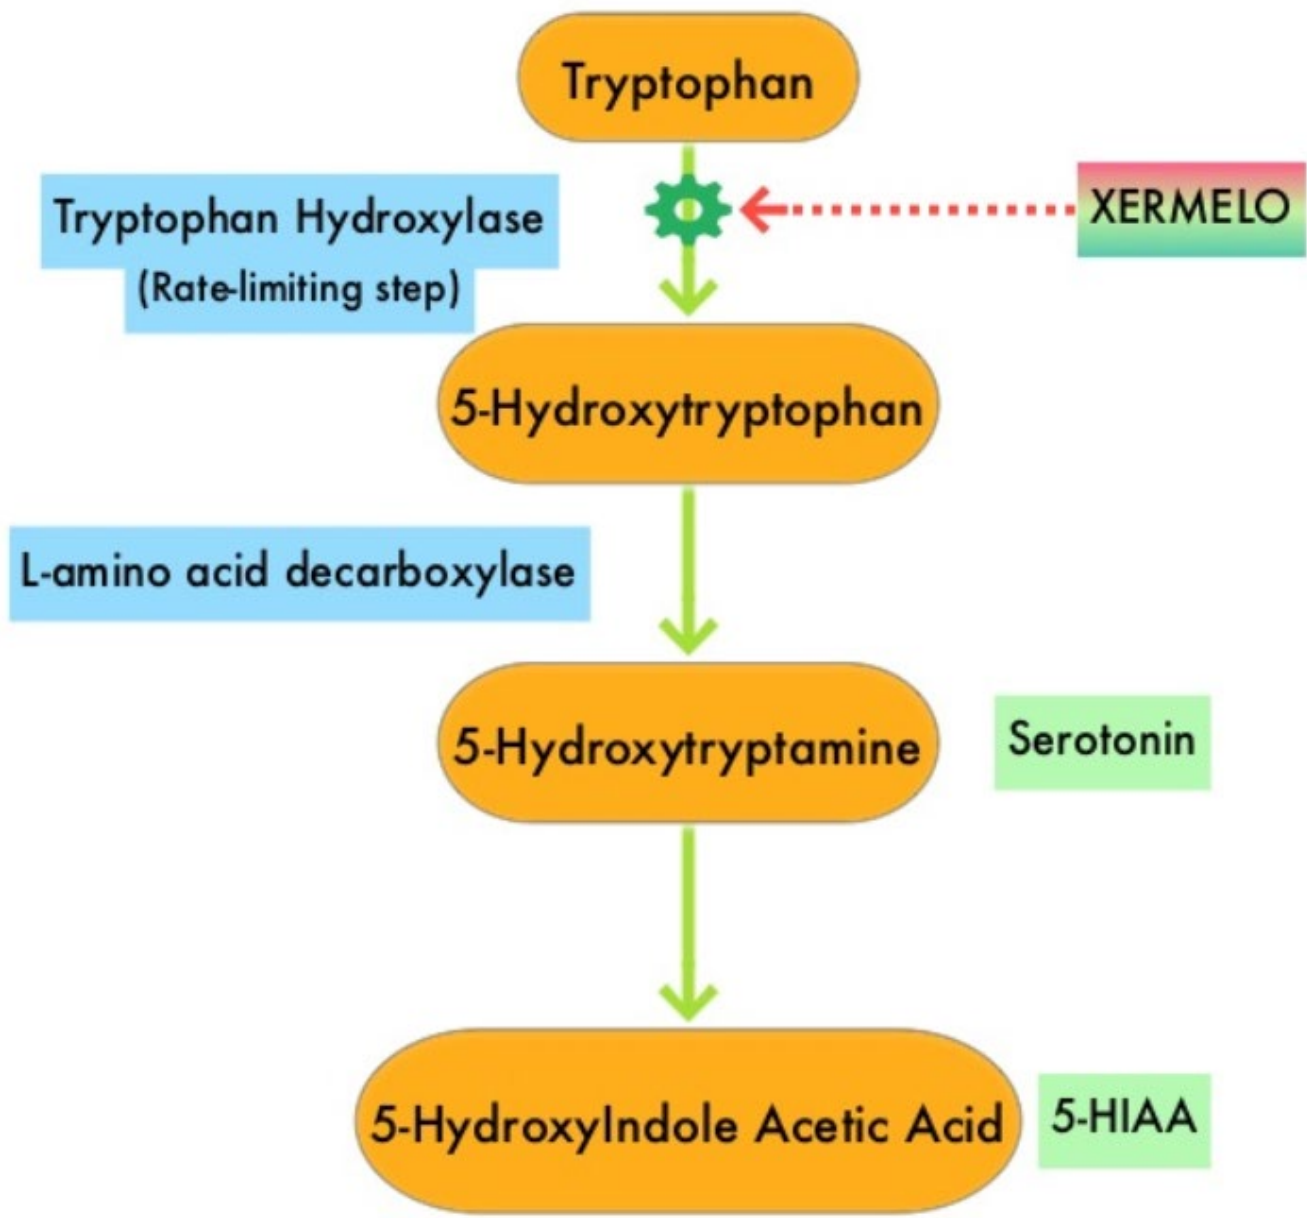 Tryptophan
Tryptophan Hydroxylase
(Rate-limiting step)
XERMELO
5-Hydroxytryptophan
L-amino acid decarboxylase
5-Hydroxytryptamine
Serotonin
5-HydroxyIndole Acetic Acid
5-HIAA